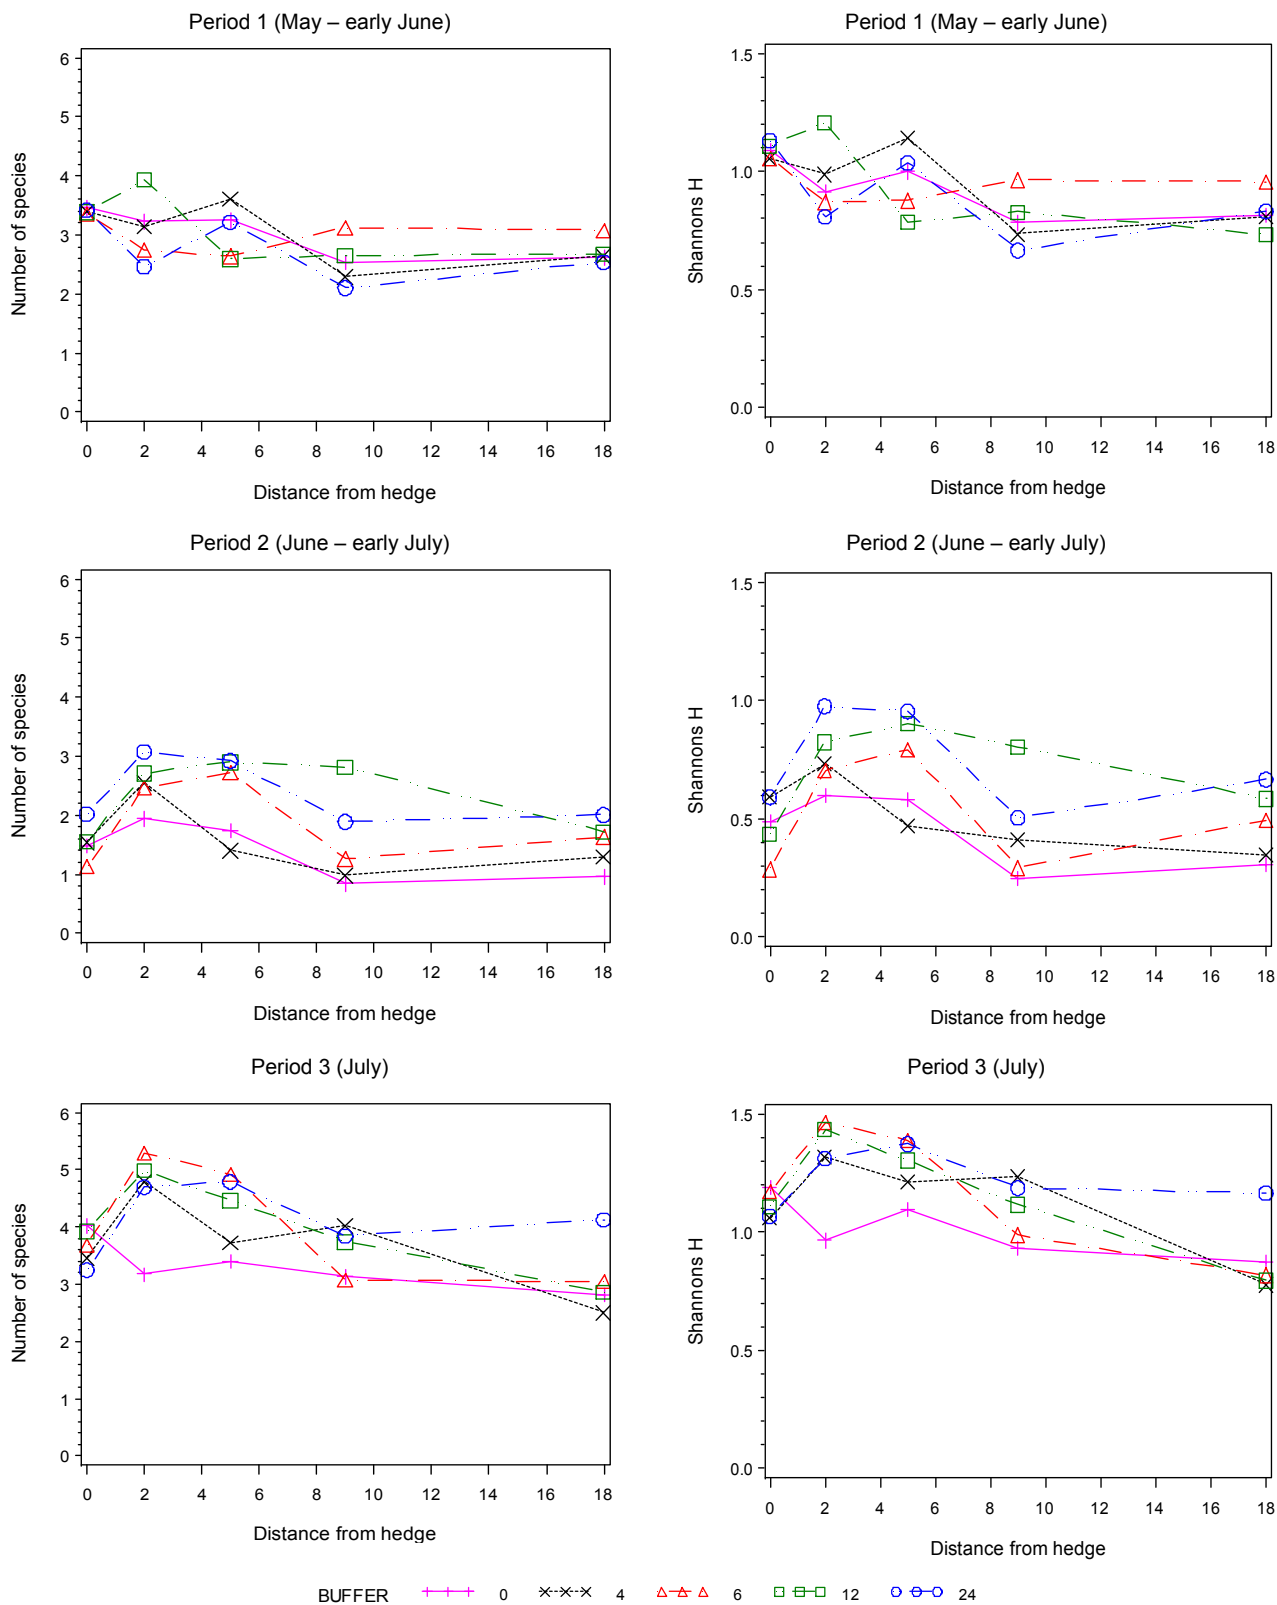 Period 1 (May – early June)
Number of species
6
5
4
3
2
1
0
0 2 4 6 8 10 12 14 16 18
Distance from hedge
Period 1 (May – early June)
Shannons H
1.5
1.0
0.5
0.0
0 2 4 6 8 10 12 14 16 18
Distance from hedge
Period 2 (June – early July)
Number of species
6
5
4
3
2
1
0
0 2 4 6 8 10 12 14 16 18
Distance from hedge
Period 2 (June – early July)
Shannons H
1.5
1.0
0.5
0.0
0 2 4 6 8 10 12 14 16 18
Distance from hedge
Period 3 (July)
Number of species
6
5
4
3
2
1
0
0 2 4 6 8 10 12 14 16 18
Distance from hedge
Period 3 (July)
Shannons H
1.5
1.0
0.5
0.0
0 2 4 6 8 10 12 14 16 18
Distance from hedge
BUFFER 0 4 6 12 24